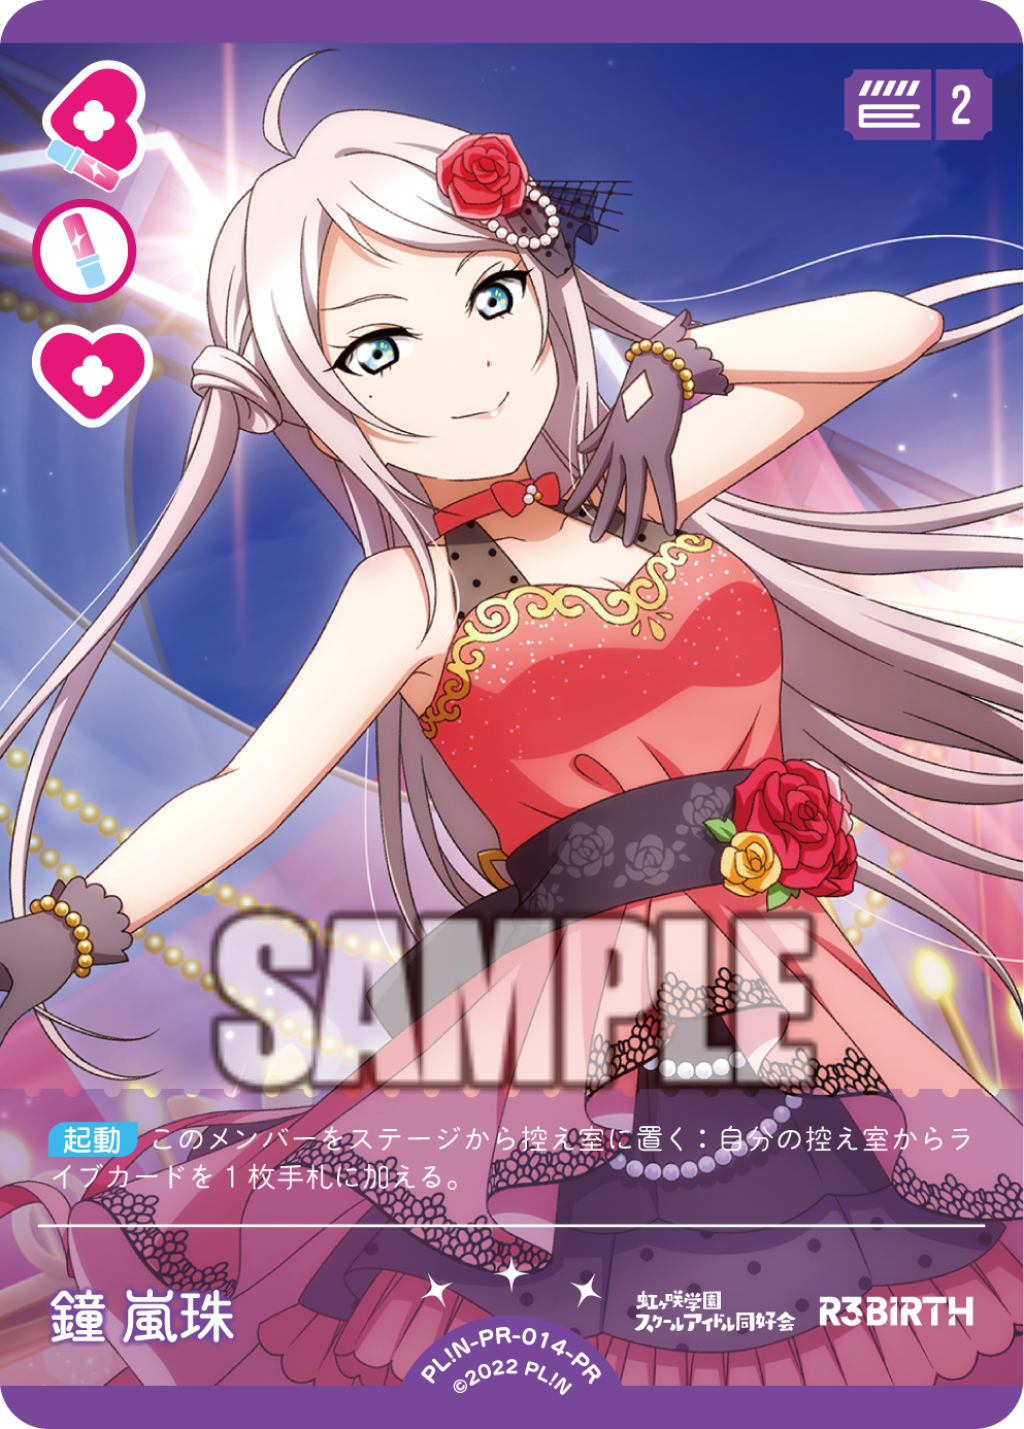 2
SAMPLE
起動 このメンバーをステージから控え室に置く：自分の控え室からラ
イブカードを1枚手札に加える。
鐘 嵐珠
虹ヶ咲学園
スクールアイドル同好会
R3BIRTH
PL!N-PR-014-PR
©2022 PL!N